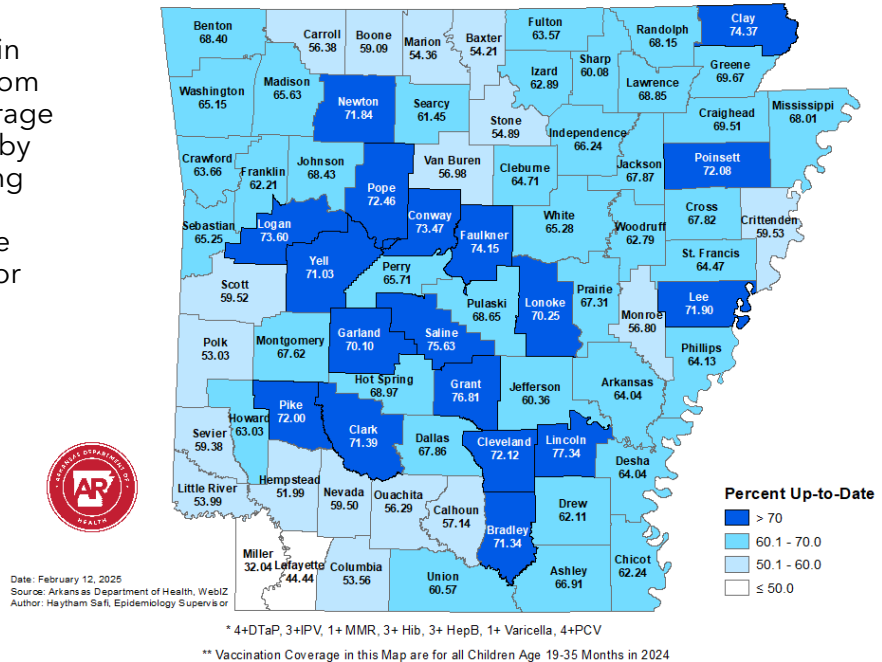 in
om
rage
by
ng
e
or
Benton
68.40
Carroll
56.38
Boone
59.09
Marion
54.36
Baxter
54.21
Fulton
63.57
Randolph
68.15
Clay
74.37
Washington
65.15
Madison
65.63
Newton
71.84
Searcy
61.45
Stone
54.89
Izard
62.89
Sharp
60.08
Lawrence
68.85
Greene
69.67
Craighead
69.51
Mississippi
68.01
Independence
66.24
Crawford
63.66
Franklin
62.21
Johnson
68.43
Pope
72.46
Van Buren
56.98
Cleburne
64.71
Jackson
67.87
Poinsett
72.08
Sebastian
65.25
Logan
73.60
Conway
73.47
Faulkner
74.15
White
65.28
Woodruff
62.79
Cross
67.82
Crittenden
59.53
Yell
71.03
Perry
65.71
St. Francis
64.47
Scott
59.52
Pulaski
68.65
Lonoke
70.25
Prairie
67.31
Monroe
56.80
Lee
71.90
Polk
53.03
Montgomery
67.62
Garland
70.10
Saline
75.63
Phillips
64.13
Hot Spring
68.97
Grant
76.81
Jefferson
60.36
Arkansas
64.04
Sevier
59.38
Howard
63.03
Pike
72.00
Clark
71.39
Dallas
67.86
Cleveland
72.12
Lincoln
77.34
Desha
64.04
Little River
53.99
Hempstead
51.99
Nevada
59.50
Ouachita
56.29
Calhoun
57.14
Bradley
71.34
Drew
62.11
Miller
32.04
Lafayette
44.44
Columbia
53.56
Union
60.57
Ashley
66.91
Chicot
62.24
ARKANSAS DEPARTMENT OF
AR
HEALTH
Percent Up-to-Date
> 70
60.1 - 70.0
50.1 - 60.0
≤ 50.0
Date: February 12, 2025
Source: Arkansas Department of Health, WebIZ
Author: Haytham Safi, Epidemiology Supervisor
* 4+DTaP, 3+IPV, 1+ MMR, 3+ Hib, 3+ HepB, 1+ Varicella, 4+PCV
** Vaccination Coverage in this Map are for all Children Age 19-35 Months in 2024